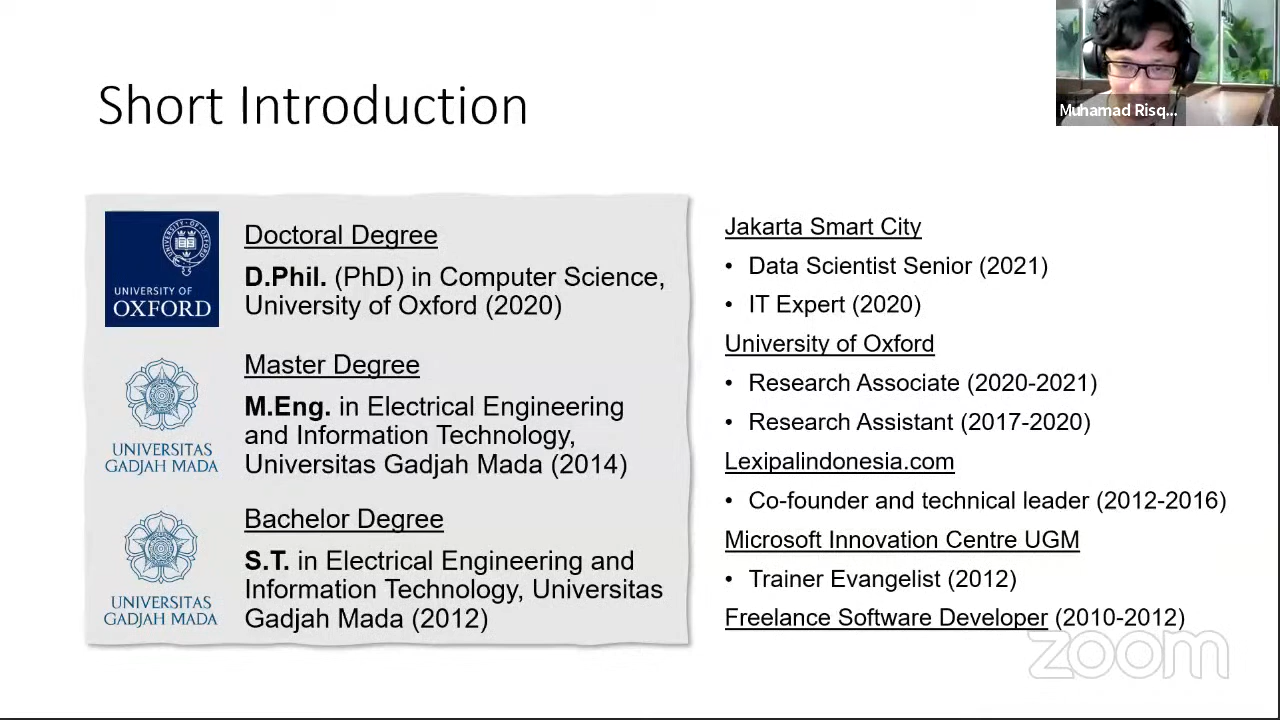 Short Introduction
Muhamad Risq...
UNIVERSITY OF
OXFORD
Doctoral Degree
D.Phil. (PhD) in Computer Science,
University of Oxford (2020)
UNIVERSITAS
GADJAH MADA
Master Degree
M.Eng. in Electrical Engineering
and Information Technology,
Universitas Gadjah Mada (2014)
UNIVERSITAS
GADJAH MADA
Bachelor Degree
S.T. in Electrical Engineering and
Information Technology, Universitas
Gadjah Mada (2012)
Jakarta Smart City
• Data Scientist Senior (2021)
• IT Expert (2020)
University of Oxford
• Research Associate (2020-2021)
• Research Assistant (2017-2020)
Lexipalindonesia.com
• Co-founder and technical leader (2012-2016)
Microsoft Innovation Centre UGM
• Trainer Evangelist (2012)
Freelance Software Developer (2010-2012)
zoom